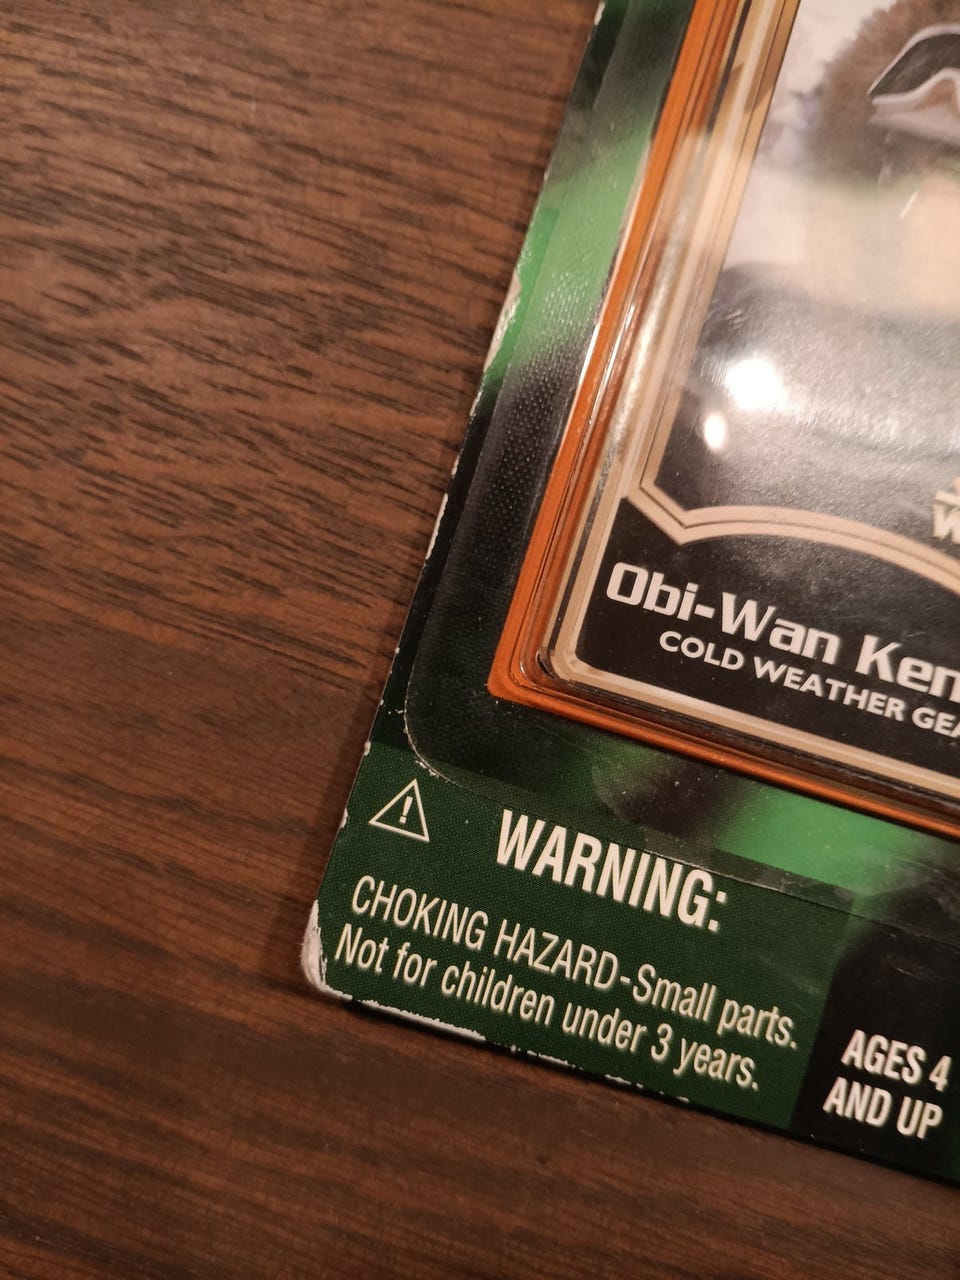 Obi-Wan Ken
COLD WEATHER GEA
WARNING:
CHOKING HAZARD-Small parts.
Not for children under 3 years.
AGES 4
AND UP